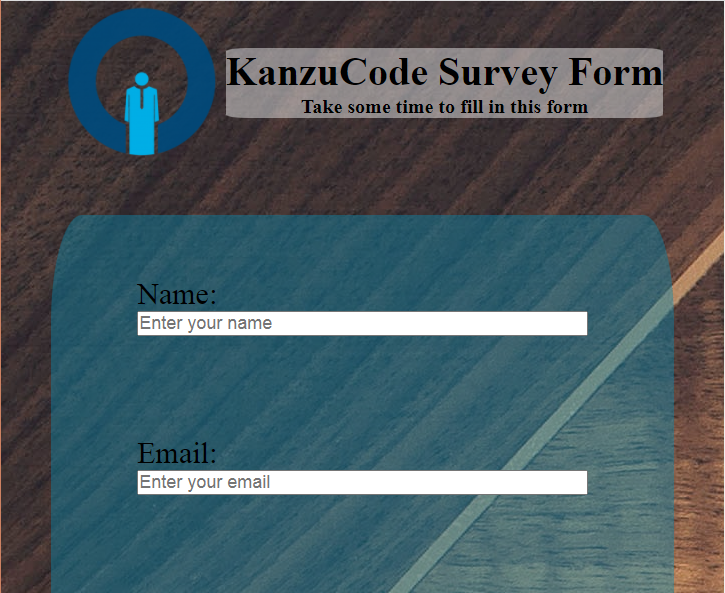 KanzuCode Survey Form
Take some time to fill in this form
Name:
Enter your name
Email:
Enter your email